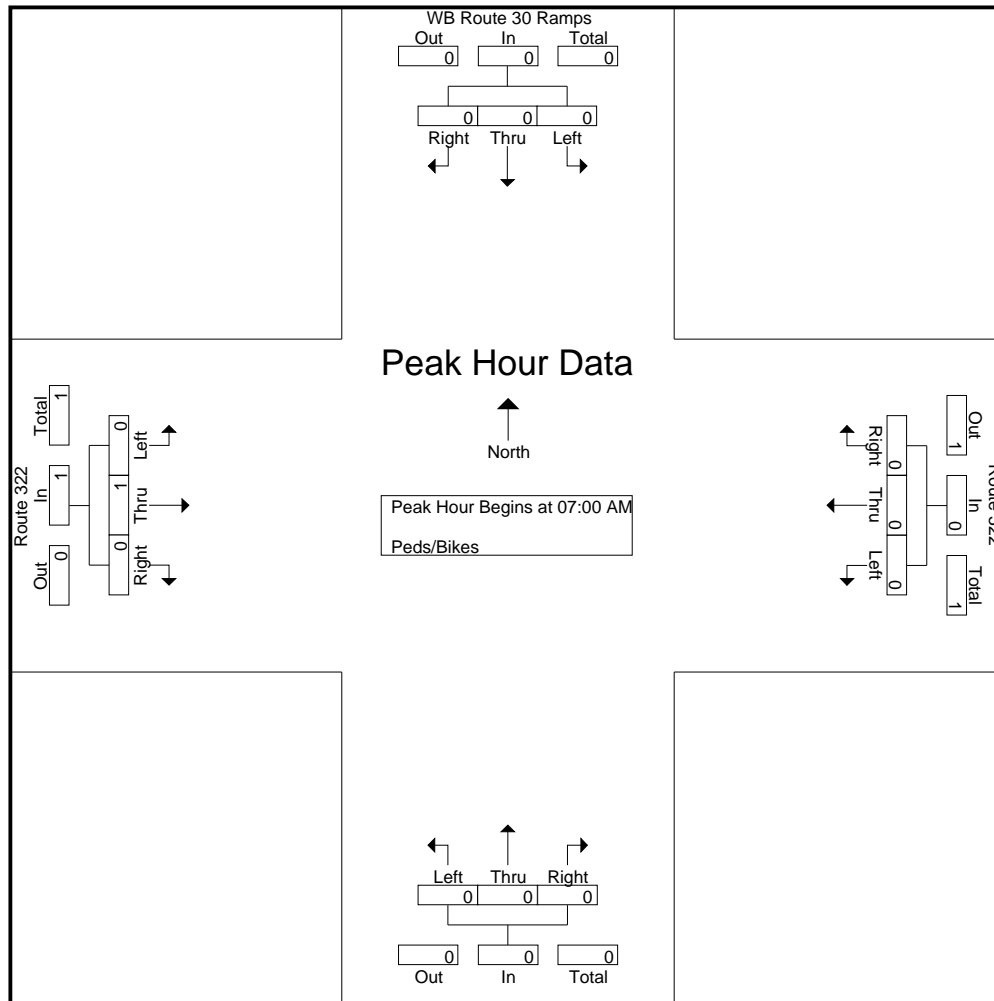 WB Route 30 Ramps
Out In Total
0 0 0
0 0 0
Right Thru Left
Peak Hour Data
North
Peak Hour Begins at 07:00 AM
Peds/Bikes
Route 322
Total In Out
1 1 0
0 1 0
Left Thru Right
Route 322
Out In Total
1 0 1
0 0 0
Right Thru Left
Left Thru Right
0 0 0
0 0 0
Out In Total